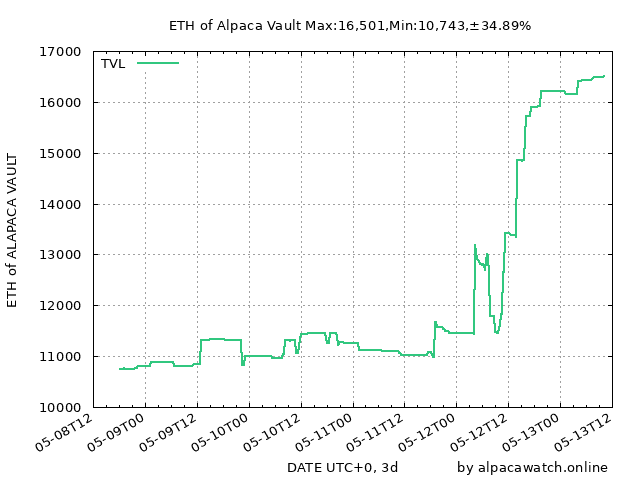 ETH of Alpaca Vault Max:16,501,Min:10,743,±34.89%
TVL
17000
16000
15000
14000
13000
12000
11000
10000
ETH of ALAPACA VAULT
05-08T12
05-09T00
05-09T12
05-10T00
05-10T12
05-11T00
05-11T12
05-12T00
05-12T12
05-13T00
05-13T12
DATE UTC+0, 3d
by alpacawatch.online